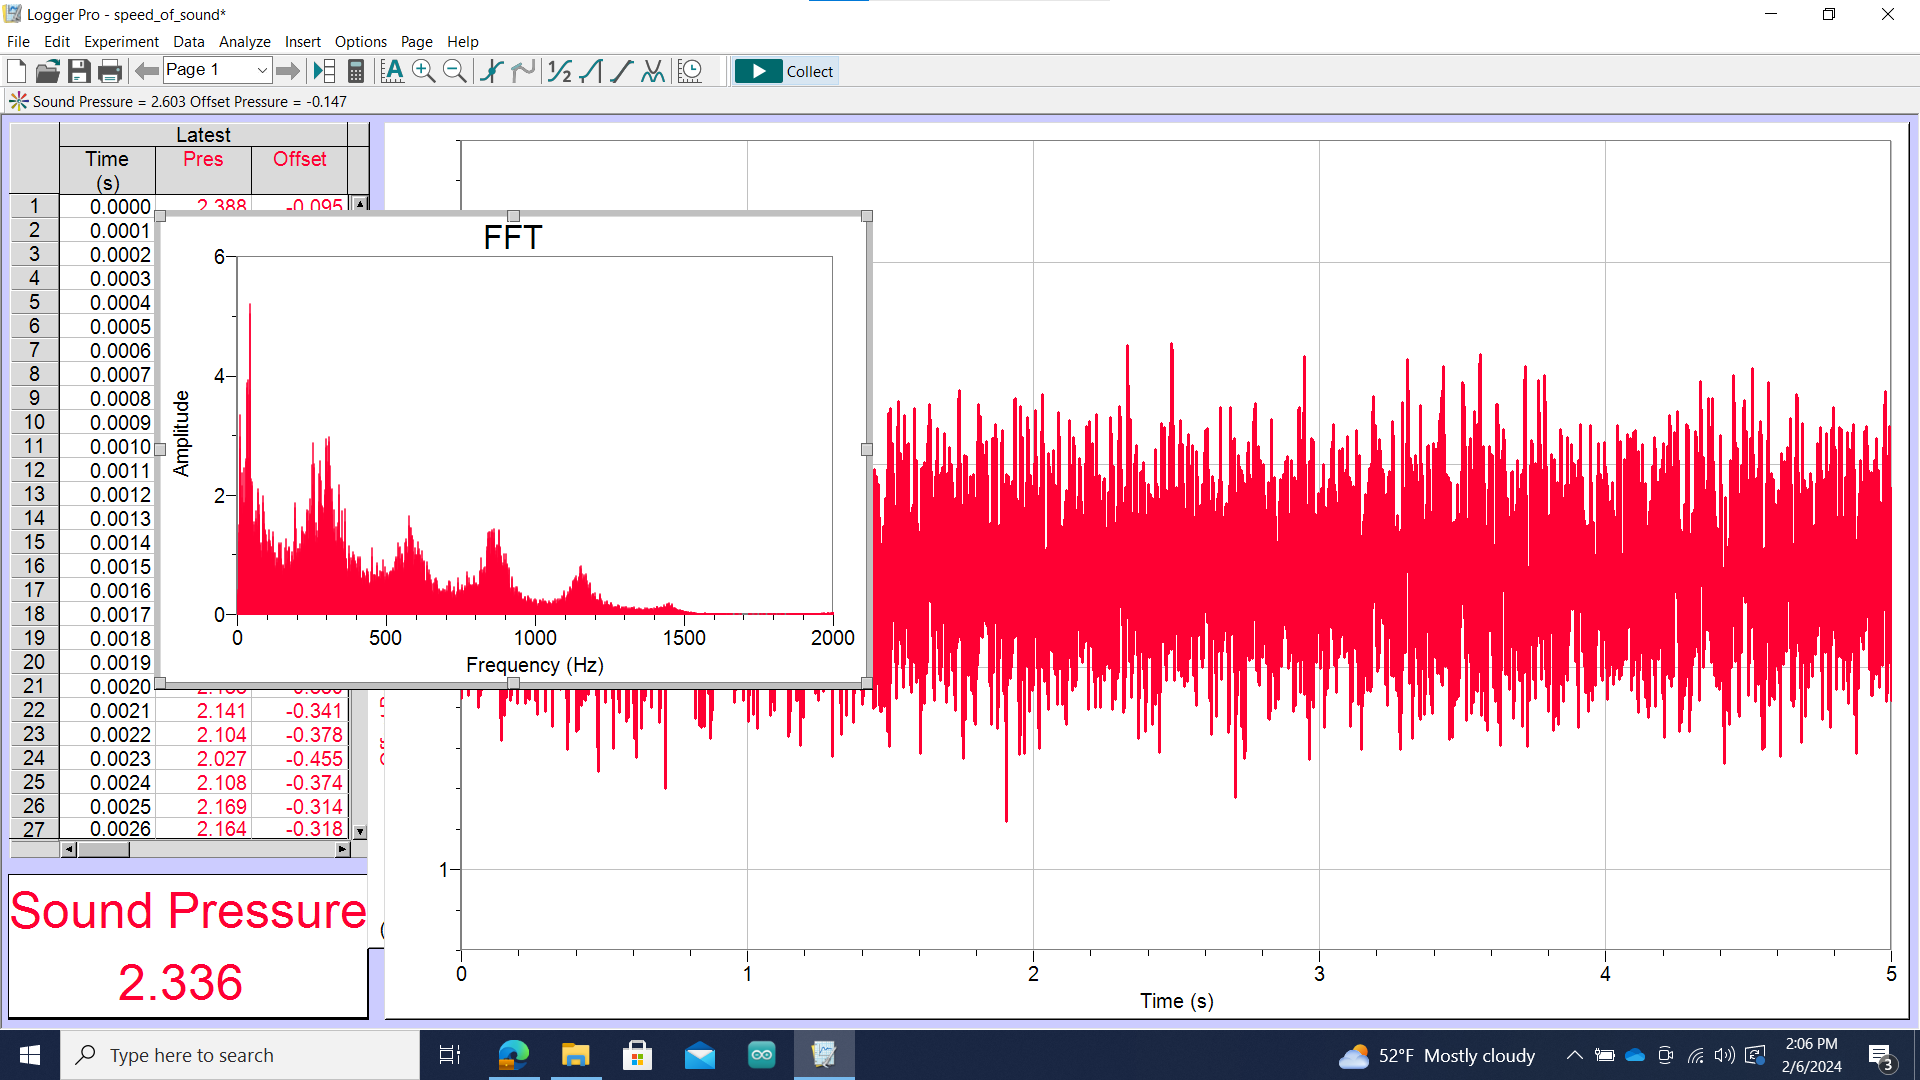 Logger Pro - speed_of_sound*
File Edit Experiment Data Analyze Insert Options Page Help
Page 1
Collect
Sound Pressure = 2.603 Offset Pressure = -0.147
Latest
Time (s) Pres Offset
1 0.0000 2.388 -0.095
2 0.0001
3 0.0002
4 0.0003
5 0.0004
6 0.0005
7 0.0006
8 0.0007
9 0.0008
10 0.0009
11 0.0010
12 0.0011
13 0.0012
14 0.0013
15 0.0014
16 0.0015
17 0.0016
18 0.0017
19 0.0018
20 0.0019
21 0.0020
22 0.0021 2.141 -0.341
23 0.0022 2.104 -0.378
24 0.0023 2.027 -0.455
25 0.0024 2.108 -0.374
26 0.0025 2.169 -0.314
27 0.0026 2.164 -0.318
FFT
6
4
2
0
Amplitude
0 500 1000 1500 2000
Frequency (Hz)
1
0 1 2 3 4 5
Time (s)
Sound Pressure
2.336
Type here to search
52°F Mostly cloudy
2:06 PM
2/6/2024
3